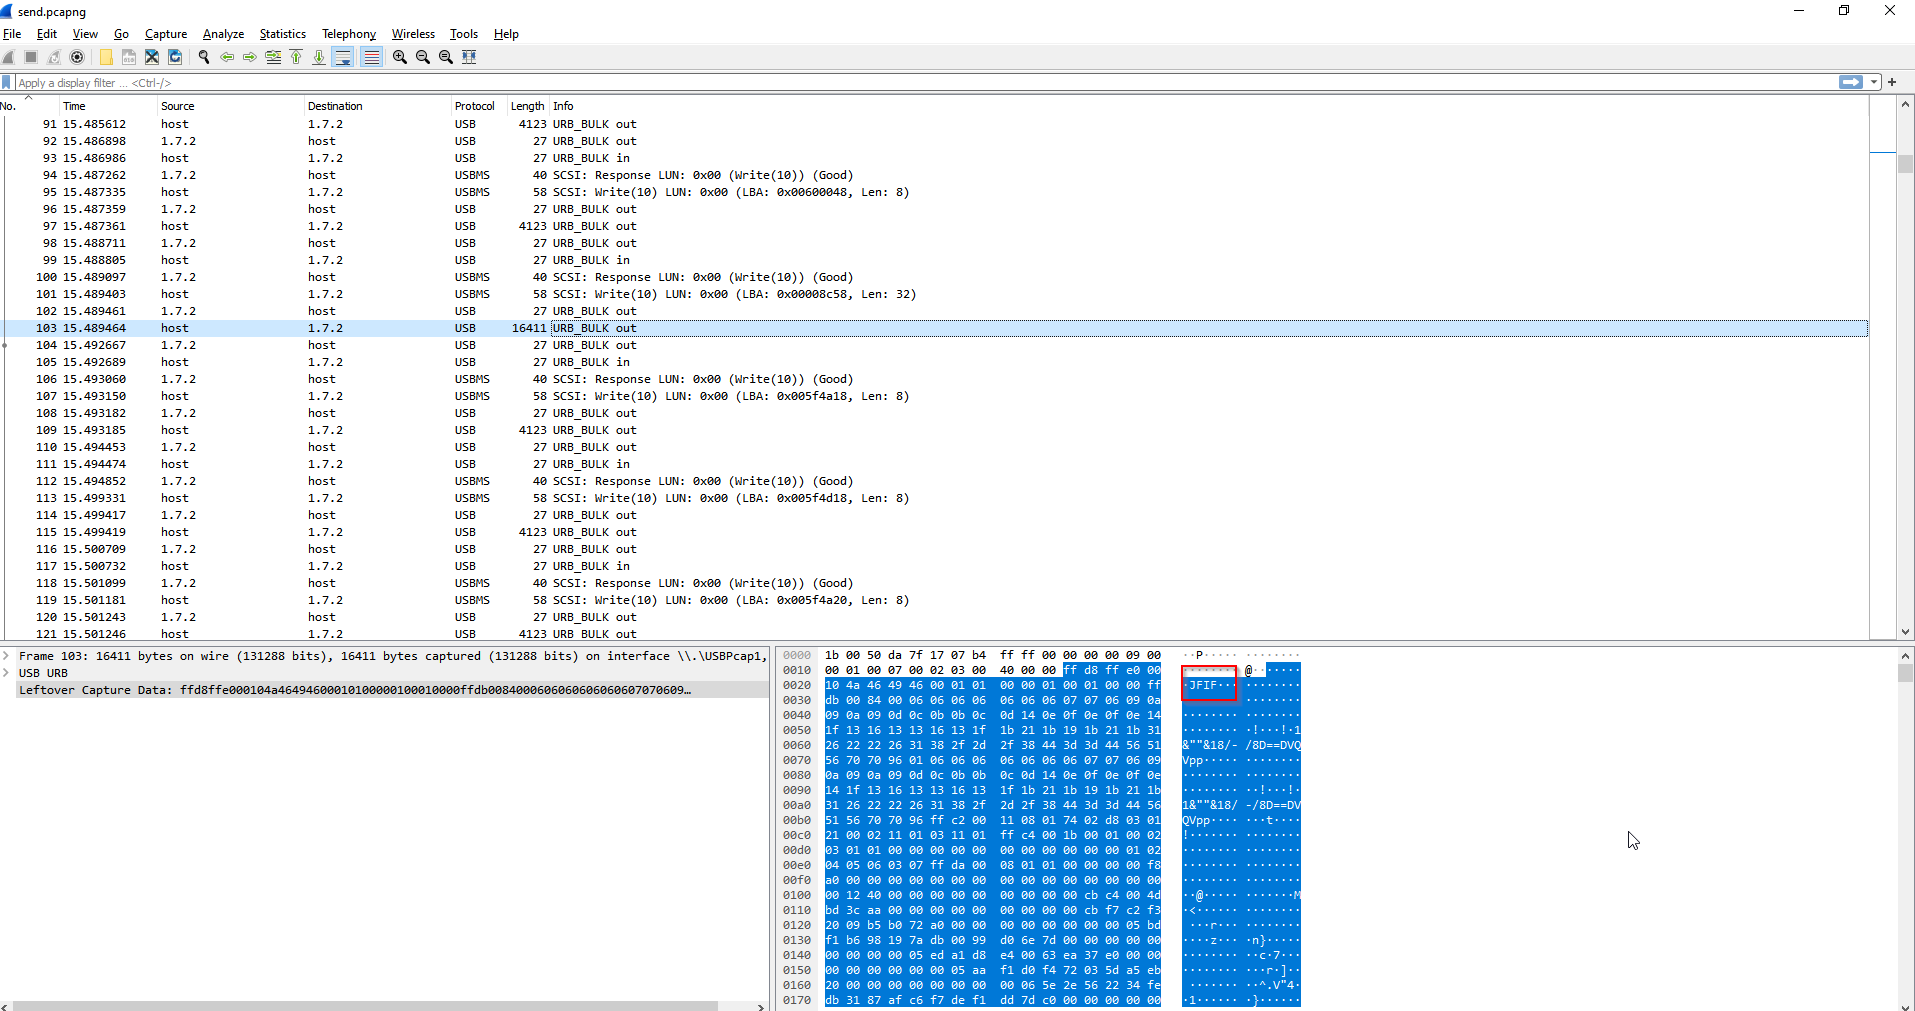 send.pcapng
File Edit View Go Capture Analyze Statistics Telephony Wireless Tools Help
Apply a display filter ... <Ctrl-/>
No. Time Source Destination Protocol Length Info
91 15.485612 host 1.7.2 USB 4123 URB_BULK out
92 15.486898 1.7.2 host USB 27 URB_BULK out
93 15.486986 host 1.7.2 USB 27 URB_BULK in
94 15.487262 1.7.2 host USBMS 40 SCSI: Response LUN: 0x00 (Write(10)) (Good)
95 15.487335 host 1.7.2 USBMS 58 SCSI: Write(10) LUN: 0x00 (LBA: 0x00600048, Len: 8)
96 15.487359 1.7.2 host USB 27 URB_BULK out
97 15.487361 host 1.7.2 USB 4123 URB_BULK out
98 15.488711 1.7.2 host USB 27 URB_BULK out
99 15.488805 host 1.7.2 USB 27 URB_BULK in
100 15.489097 1.7.2 host USBMS 40 SCSI: Response LUN: 0x00 (Write(10)) (Good)
101 15.489403 host 1.7.2 USBMS 58 SCSI: Write(10) LUN: 0x00 (LBA: 0x00008c58, Len: 32)
102 15.489461 1.7.2 host USB 27 URB_BULK out
103 15.489464 host 1.7.2 USB 16411 URB_BULK out
104 15.492667 1.7.2 host USB 27 URB_BULK out
105 15.492689 host 1.7.2 USB 27 URB_BULK in
106 15.493060 1.7.2 host USBMS 40 SCSI: Response LUN: 0x00 (Write(10)) (Good)
107 15.493150 host 1.7.2 USBMS 58 SCSI: Write(10) LUN: 0x00 (LBA: 0x005f4a18, Len: 8)
108 15.493182 1.7.2 host USB 27 URB_BULK out
109 15.493185 host 1.7.2 USB 4123 URB_BULK out
110 15.494453 1.7.2 host USB 27 URB_BULK out
111 15.494474 host 1.7.2 USB 27 URB_BULK in
112 15.494852 1.7.2 host USBMS 40 SCSI: Response LUN: 0x00 (Write(10)) (Good)
113 15.499331 host 1.7.2 USBMS 58 SCSI: Write(10) LUN: 0x00 (LBA: 0x005f4d18, Len: 8)
114 15.499417 1.7.2 host USB 27 URB_BULK out
115 15.499419 host 1.7.2 USB 4123 URB_BULK out
116 15.500709 1.7.2 host USB 27 URB_BULK out
117 15.500732 host 1.7.2 USB 27 URB_BULK in
118 15.501099 1.7.2 host USBMS 40 SCSI: Response LUN: 0x00 (Write(10)) (Good)
119 15.501181 host 1.7.2 USBMS 58 SCSI: Write(10) LUN: 0x00 (LBA: 0x005f4a20, Len: 8)
120 15.501243 1.7.2 host USB 27 URB_BULK out
121 15.501246 host 1.7.2 USB 4123 URB_BULK out
Frame 103: 16411 bytes on wire (131288 bits), 16411 bytes captured (131288 bits) on interface \\.\USBPcap1,
USB URB
Leftover Capture Data: ffd8ffe000104a46494600010100000100010000ffdb0084000606060606060607070609…
0000 1b 00 50 da 7f 17 07 b4 ff ff 00 00 00 00 09 00 ··P····· ········
0010 00 01 00 07 00 02 03 00 40 00 00 ff d8 ff e0 00 ········ @·······
0020 10 4a 46 49 46 00 01 01 00 00 01 00 01 00 00 ff ·JFIF··· ········
0030 db 00 84 00 06 06 06 06 06 06 06 07 07 06 09 0a ········ ········
0040 09 0a 09 0d 0c 0b 0b 0c 0d 14 0e 0f 0e 0f 0e 14 ········ ········
0050 1f 13 16 13 13 16 13 1f 1b 21 1b 19 1b 21 1b 31 ········ ·!···!·1
0060 26 22 22 26 31 38 2f 2d 2f 38 44 3d 3d 44 56 51 &""&18/- /8D==DVQ
0070 56 70 70 96 01 06 06 06 06 06 06 06 07 07 06 09 Vpp····· ········
0080 0a 09 0a 09 0d 0c 0b 0b 0c 0d 14 0e 0f 0e 0f 0e ········ ········
0090 14 1f 13 16 13 13 16 13 1f 1b 21 1b 19 1b 21 1b ········ ··!···!·
00a0 31 26 22 22 26 31 38 2f 2d 2f 38 44 3d 3d 44 56 1&""&18/ -/8D==DV
00b0 51 56 70 70 96 ff c2 00 11 08 01 74 02 d8 03 01 QVpp···· ···t····
00c0 21 00 02 11 01 03 11 01 ff c4 00 1b 00 01 00 02 !······· ········
00d0 03 01 01 00 00 00 00 00 00 00 00 00 00 00 01 02 ········ ········
00e0 04 05 06 03 07 ff da 00 08 01 01 00 00 00 00 f8 ········ ········
00f0 a0 00 00 00 00 00 00 00 00 00 00 00 00 00 00 00 ········ ········
0100 00 12 40 00 00 00 00 00 00 00 00 00 cb c4 00 4d ··@····· ·······M
0110 bd 3c aa 00 00 00 00 00 00 00 00 00 cb f7 c2 f3 ·<······ ········
0120 20 09 b5 b0 72 a0 00 00 00 00 00 00 00 00 05 bd ···r··· ········
0130 f1 b6 98 19 7a db 00 99 d0 6e 7d 00 00 00 00 00 ····z··· ·n}·····
0140 00 00 00 00 05 ed a1 d8 e4 00 63 ea 37 e0 00 00 ········ ··c·7···
0150 00 00 00 00 00 00 05 aa f1 d0 f4 72 03 5d a5 eb ········ ···r·]··
0160 20 00 00 00 00 00 00 00 00 06 5e 2e 56 22 34 fe ······· ··^.V"4·
0170 db 31 87 af c6 f7 de f1 dd 7d c0 00 00 00 00 00 ·1······ ·}······